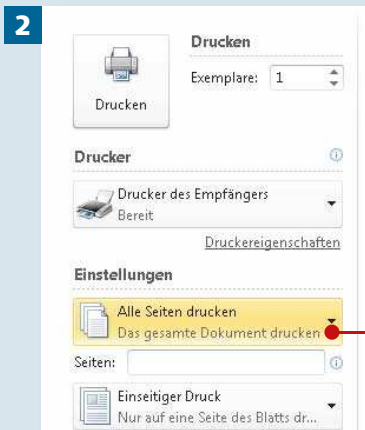 2
Drucken
Exemplare: 1
Drucken
Drucker
Drucker des Empfängers
Bereit
Druckereigenschaften
Einstellungen
Alle Seiten drucken
Das gesamte Dokument drucken
Seiten:
Einseitiger Druck
Nur auf eine Seite des Blatts dr...